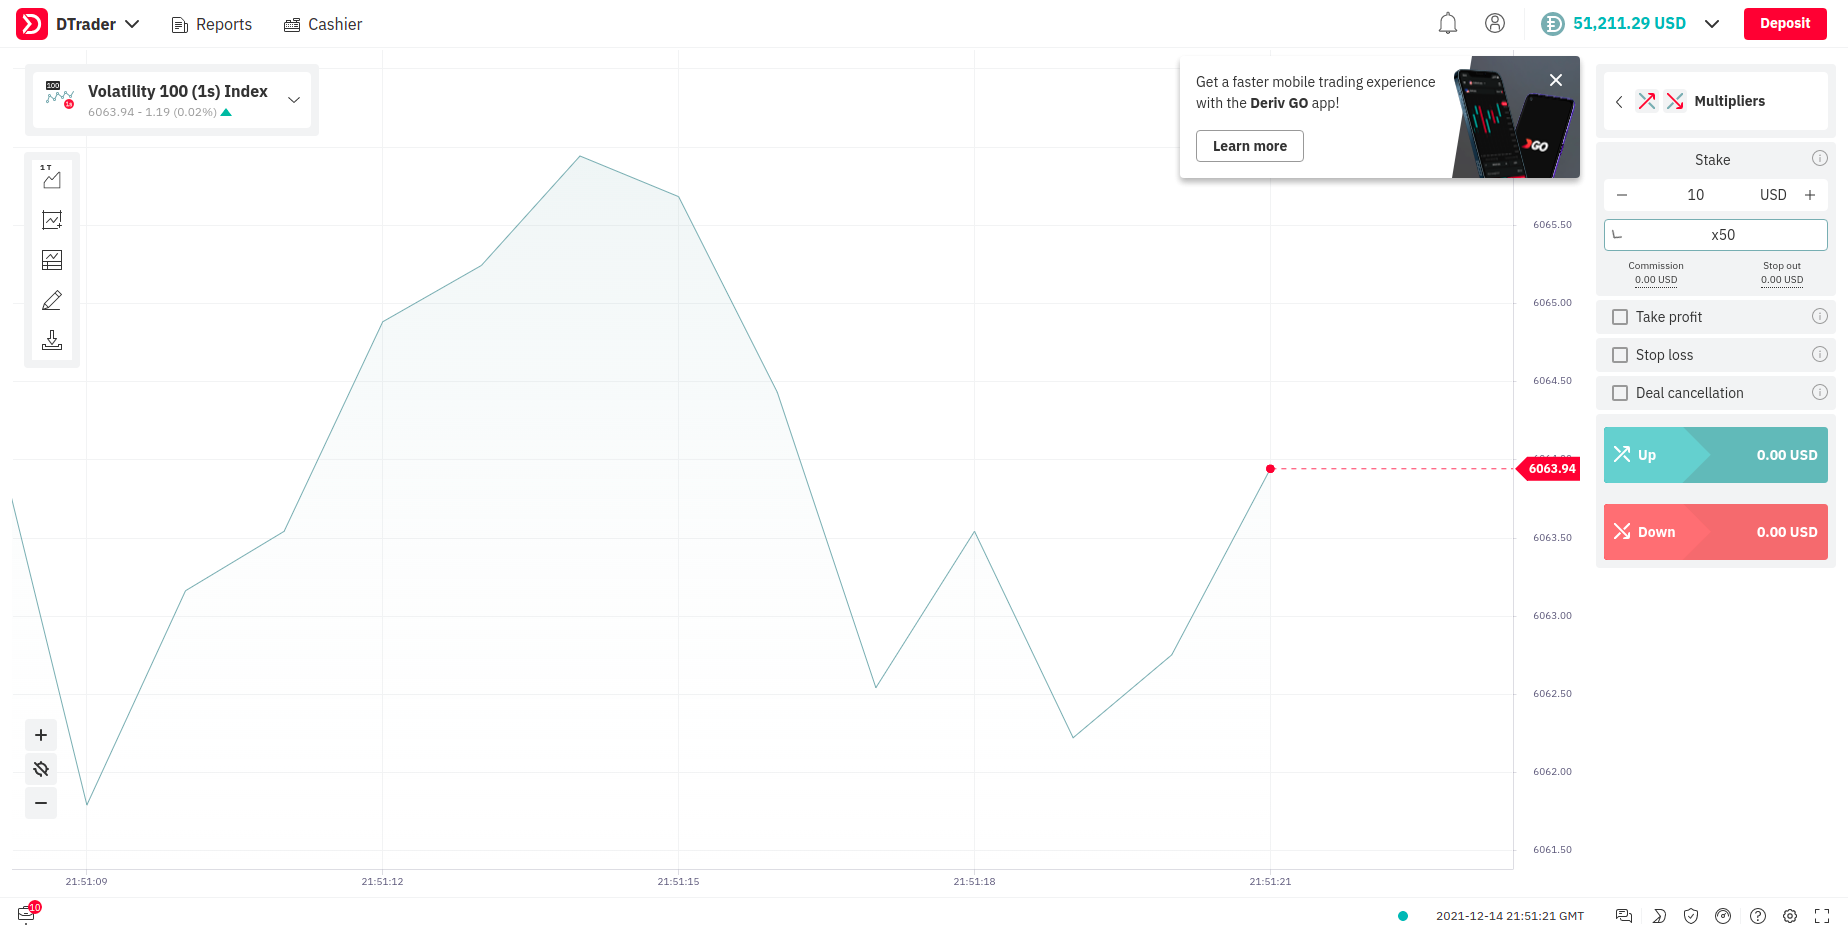 DTrader
Reports
Cashier
51,211.29 USD
Deposit
100
1s
Volatility 100 (1s) Index
6063.94 - 1.19 (0.02%)
Get a faster mobile trading experience
with the Deriv GO app!
Learn more
GO
Multipliers
1T
Stake
10
USD
x50
Commission
Stop out
0.00 USD
0.00 USD
Take profit
Stop loss
Deal cancellation
Up
0.00 USD
Down
0.00 USD
6065.50
6065.00
6064.50
6063.94
6063.50
6063.00
6062.50
6062.00
6061.50
21:51:09
21:51:12
21:51:15
21:51:18
21:51:21
10
2021-12-14 21:51:21 GMT